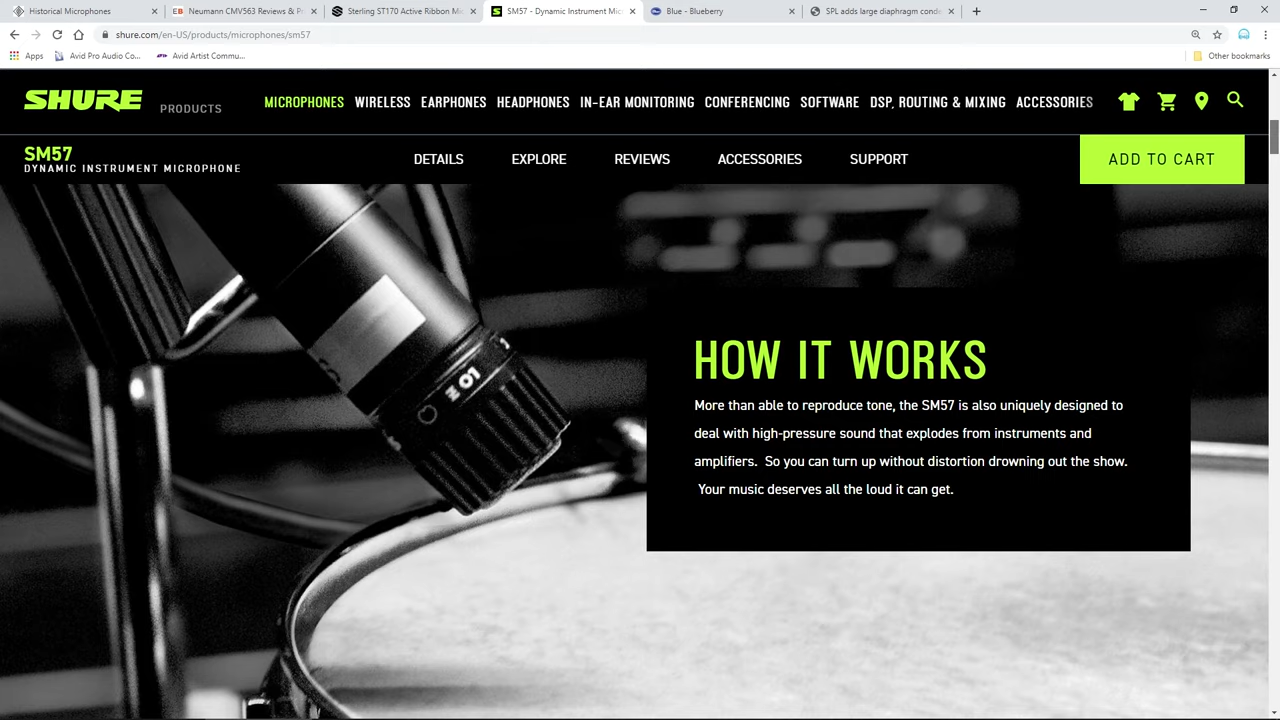 Historical Microphones
Neumann CMV563 Reviews & Pr
Sterling ST170 Active Ribbon Mic
SM57 - Dynamic Instrument Micr
Blue - Blueberry
SPL adds large diaphragm conde
shure.com/en-US/products/microphones/sm57
Apps
Avid Pro Audio Co...
Avid Artist Commu...
Other bookmarks
SHURE
PRODUCTS
MICROPHONES
WIRELESS
EARPHONES
HEADPHONES
IN-EAR MONITORING
CONFERENCING
SOFTWARE
DSP, ROUTING & MIXING
ACCESSORIES
SM57
DYNAMIC INSTRUMENT MICROPHONE
DETAILS
EXPLORE
REVIEWS
ACCESSORIES
SUPPORT
ADD TO CART
HOW IT WORKS
More than able to reproduce tone, the SM57 is also uniquely designed to
deal with high-pressure sound that explodes from instruments and
amplifiers.  So you can turn up without distortion drowning out the show.
Your music deserves all the loud it can get.